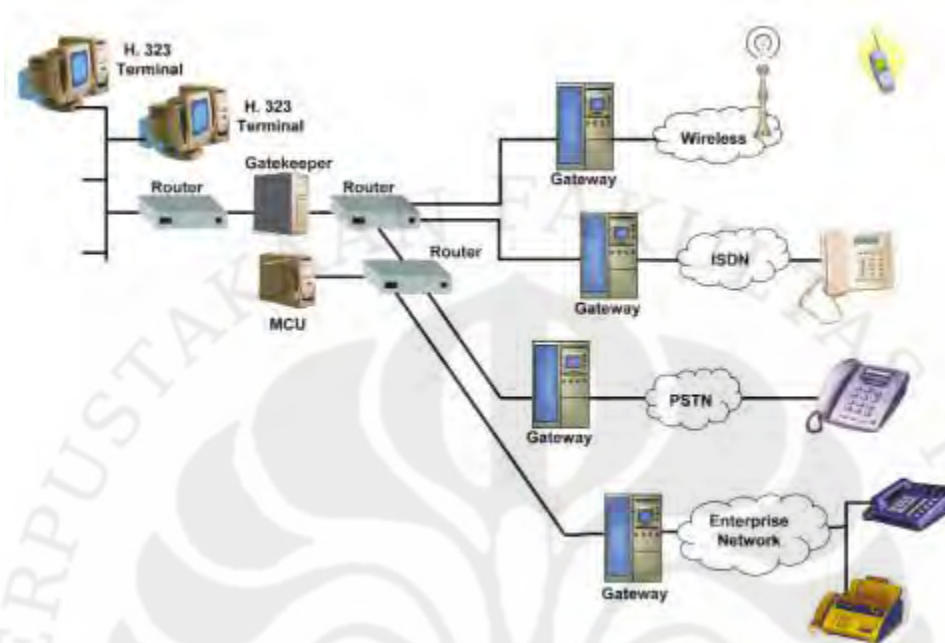 H. 323
Terminal
H. 323
Terminal
Gatekeeper
Router
Router
Router
MCU
Gateway
Wireless
Gateway
ISDN
Gateway
PSTN
Gateway
Enterprise
Network